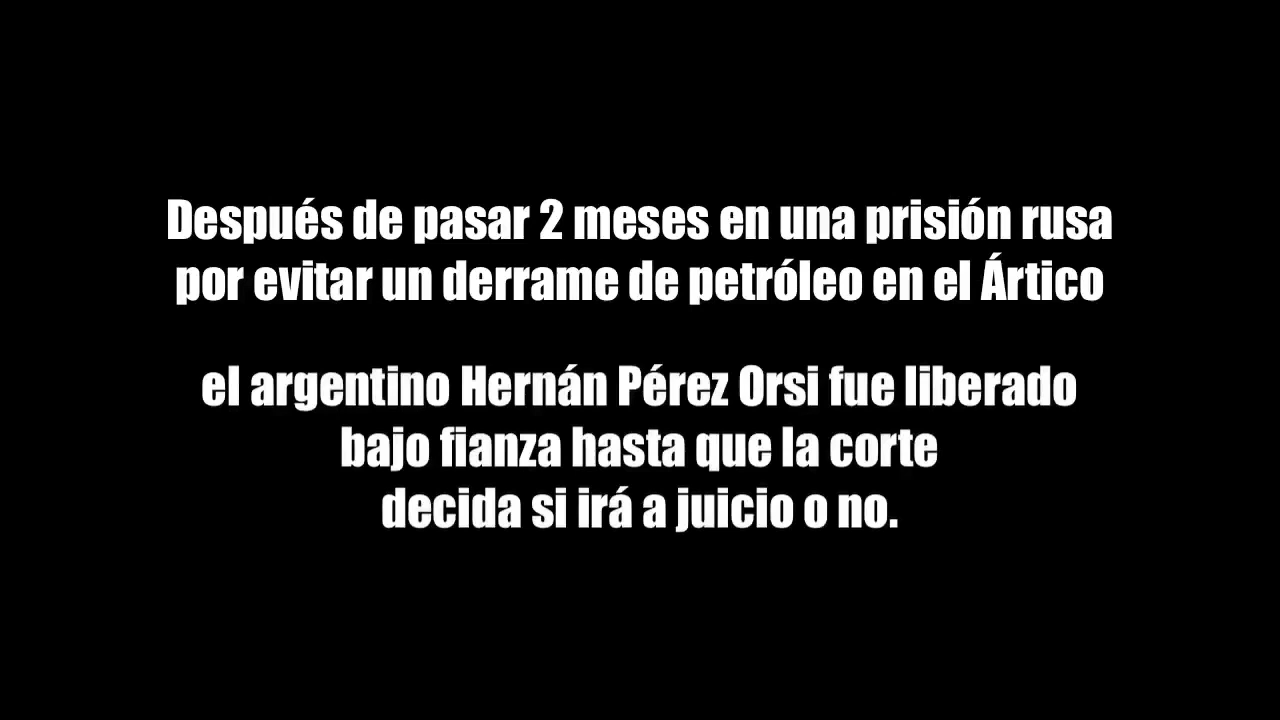 Después de pasar 2 meses en una prisión rusa
por evitar un derrame de petróleo en el Ártico
el argentino Hernán Pérez Orsi fue liberado
bajo fianza hasta que la corte
decida si irá a juicio o no.